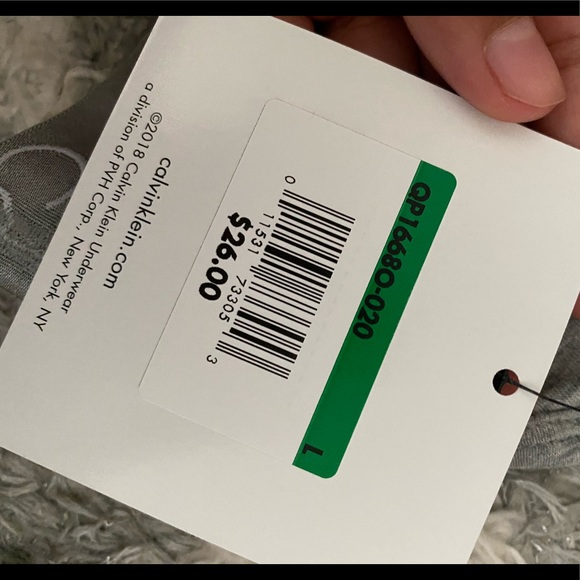 QP1668O-020 L
0 11531 73305 3
$26.00
calvinklein.com
©2018 Calvin Klein Underwear
a division of PVH Corp., New York, NY